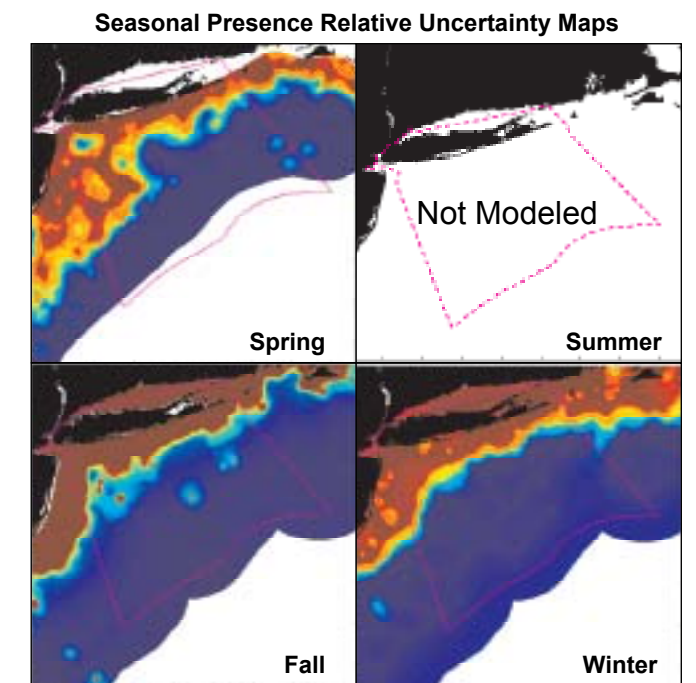 Seasonal Presence Relative Uncertainty Maps
Spring
Not Modeled
Summer
Fall
Winter